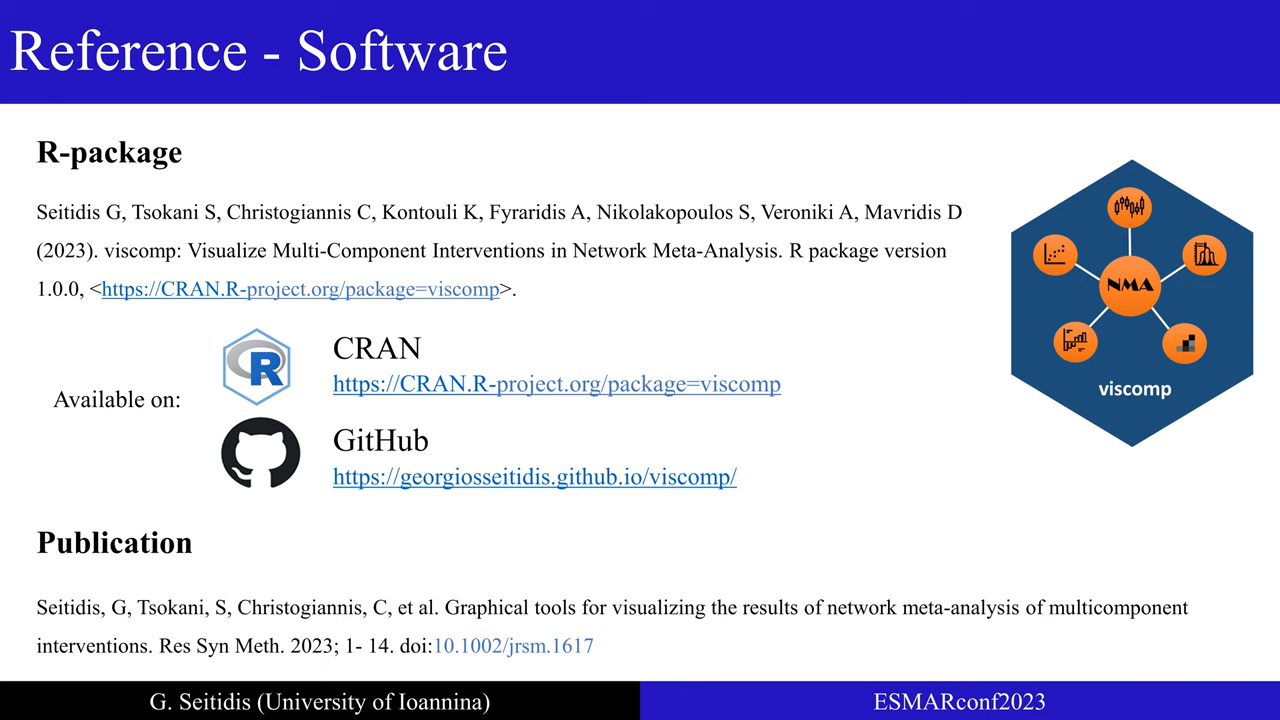 Reference - Software
R-package
Seitidis G, Tsokani S, Christogiannis C, Kontouli K, Fyraridis A, Nikolakopoulos S, Veroniki A, Mavridis D
(2023). viscomp: Visualize Multi-Component Interventions in Network Meta-Analysis. R package version
1.0.0, <https://CRAN.R-project.org/package=viscomp>.
NMA
viscomp
Available on:
R
CRAN
https://CRAN.R-project.org/package=viscomp
GitHub
https://georgiosseitidis.github.io/viscomp/
Publication
Seitidis, G, Tsokani, S, Christogiannis, C, et al. Graphical tools for visualizing the results of network meta-analysis of multicomponent
interventions. Res Syn Meth. 2023; 1- 14. doi:10.1002/jrsm.1617
G. Seitidis (University of Ioannina)
ESMARconf2023